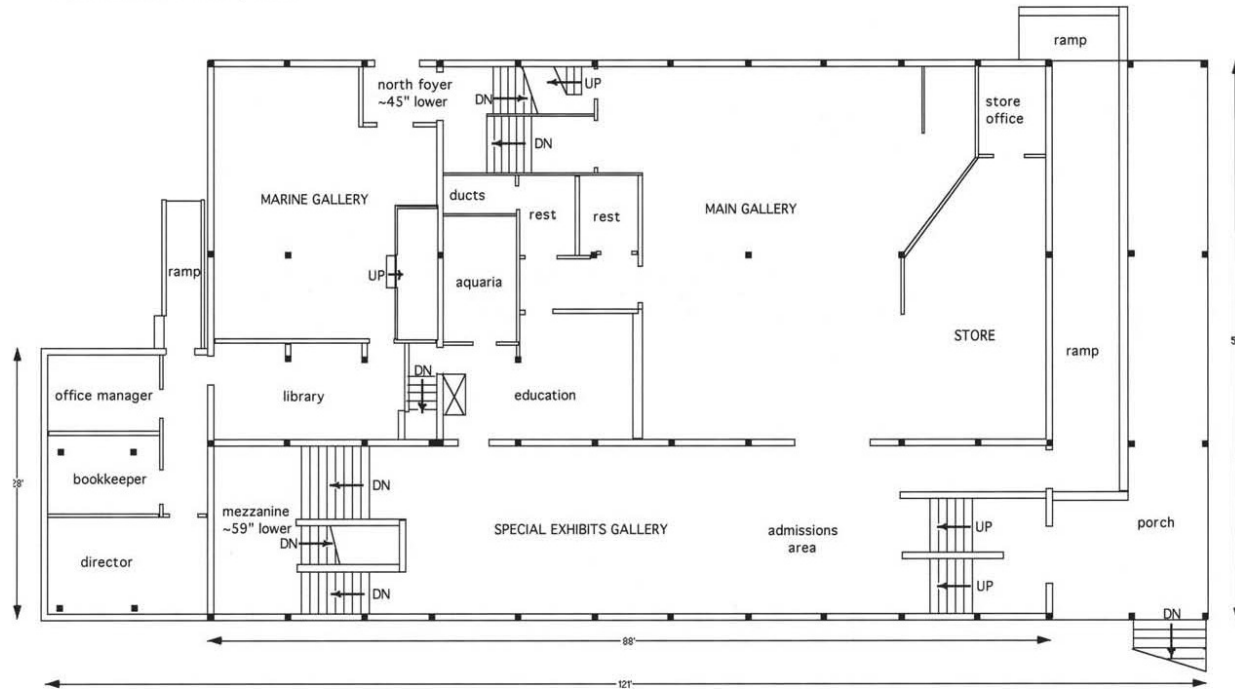 ramp
north foyer
~45" lower
DN
UP
DN
store
office
MARINE GALLERY
ducts
rest
rest
MAIN GALLERY
ramp
UP
aquaria
STORE
ramp
office manager
library
DN
education
bookkeeper
mezzanine
~59" lower
DN
DN
DN
SPECIAL EXHIBITS GALLERY
admissions
area
UP
UP
porch
director
28'
DN
88'
121'